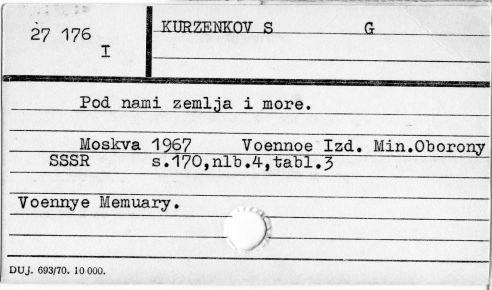 27 176
I
KURZENKOV S G
Pod nami zemlja i more.
Moskva 1967 Voennoe Izd. Min.Oborony
SSSR s.170,nlb.4,tabl.3
Voennye Memuary.
DUJ. 693/70. 10 000.